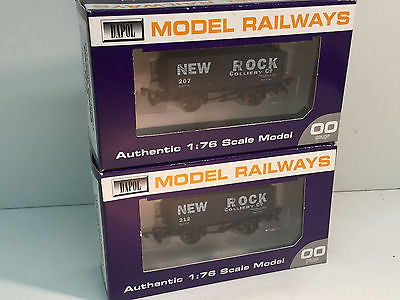 DAPOL
MODEL RAILWAYS
NEW ROCK
COLLIERY Cº
207
Authentic 1:76 Scale Model
OO
gauge
DAPOL
MODEL RAILWAYS
NEW ROCK
COLLIERY Cº
312
Authentic 1:76 Scale Model
OO
gauge